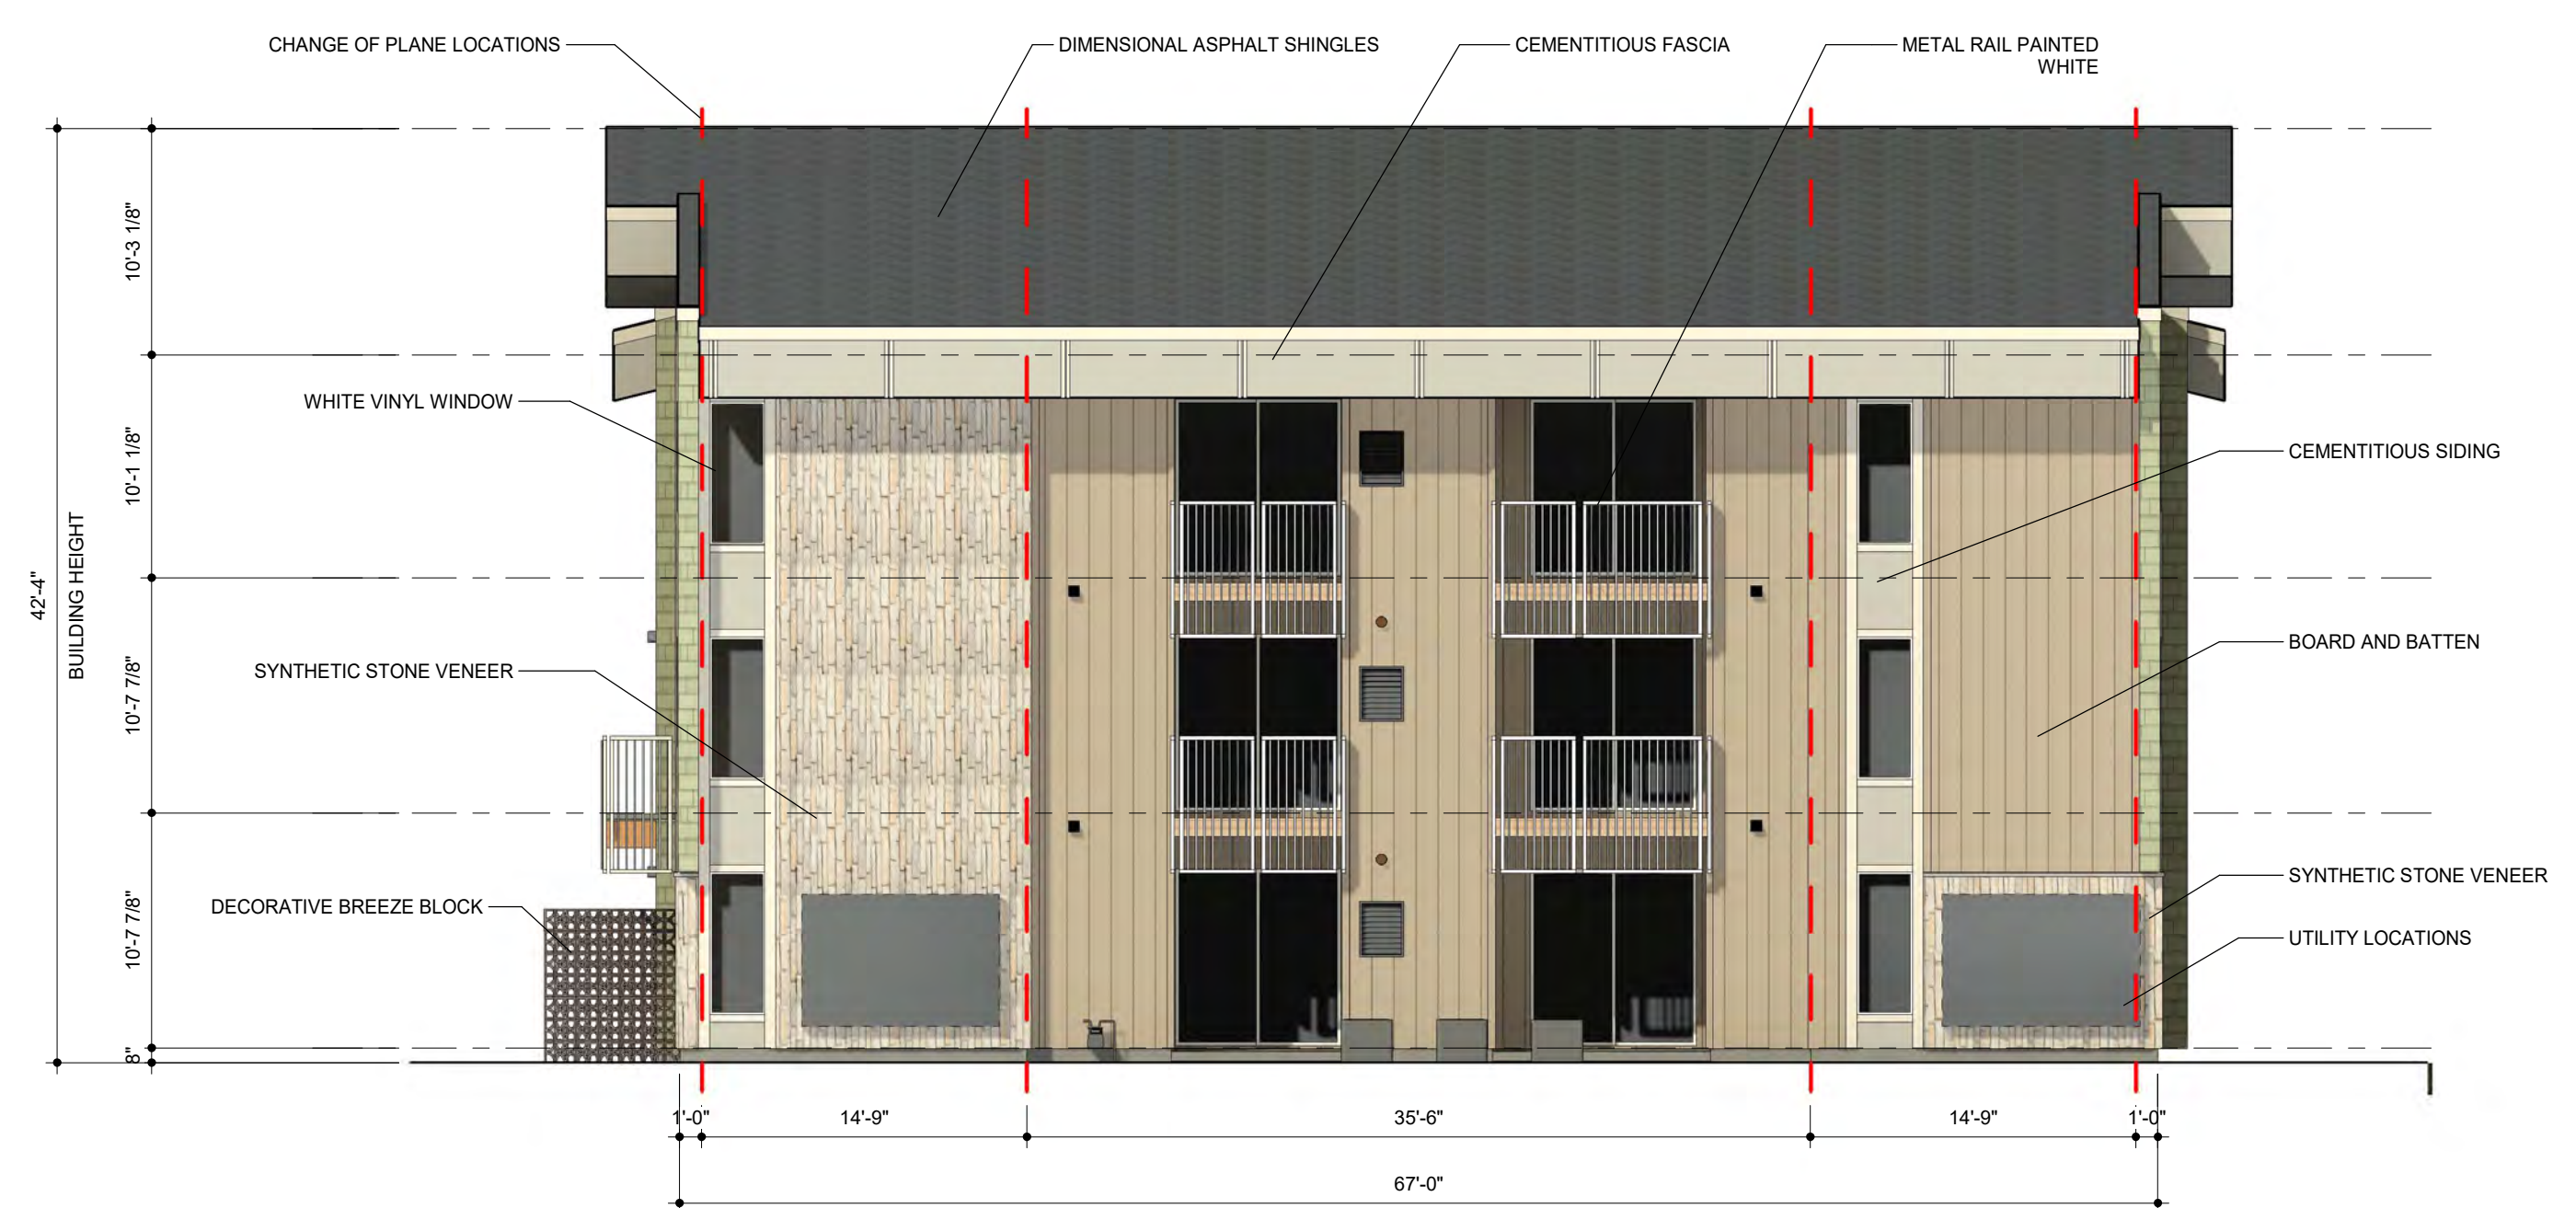 CHANGE OF PLANE LOCATIONS
DIMENSIONAL ASPHALT SHINGLES
CEMENTITIOUS FASCIA
METAL RAIL PAINTED
WHITE
10'-3 1/8"
WHITE VINYL WINDOW
10'-1 1/8"
CEMENTITIOUS SIDING
42'-4"
BUILDING HEIGHT
BOARD AND BATTEN
SYNTHETIC STONE VENEER
10'-7 7/8"
SYNTHETIC STONE VENEER
DECORATIVE BREEZE BLOCK
10'-7 7/8"
UTILITY LOCATIONS
8"
1'-0"
14'-9"
35'-6"
14'-9"
1'-0"
67'-0"